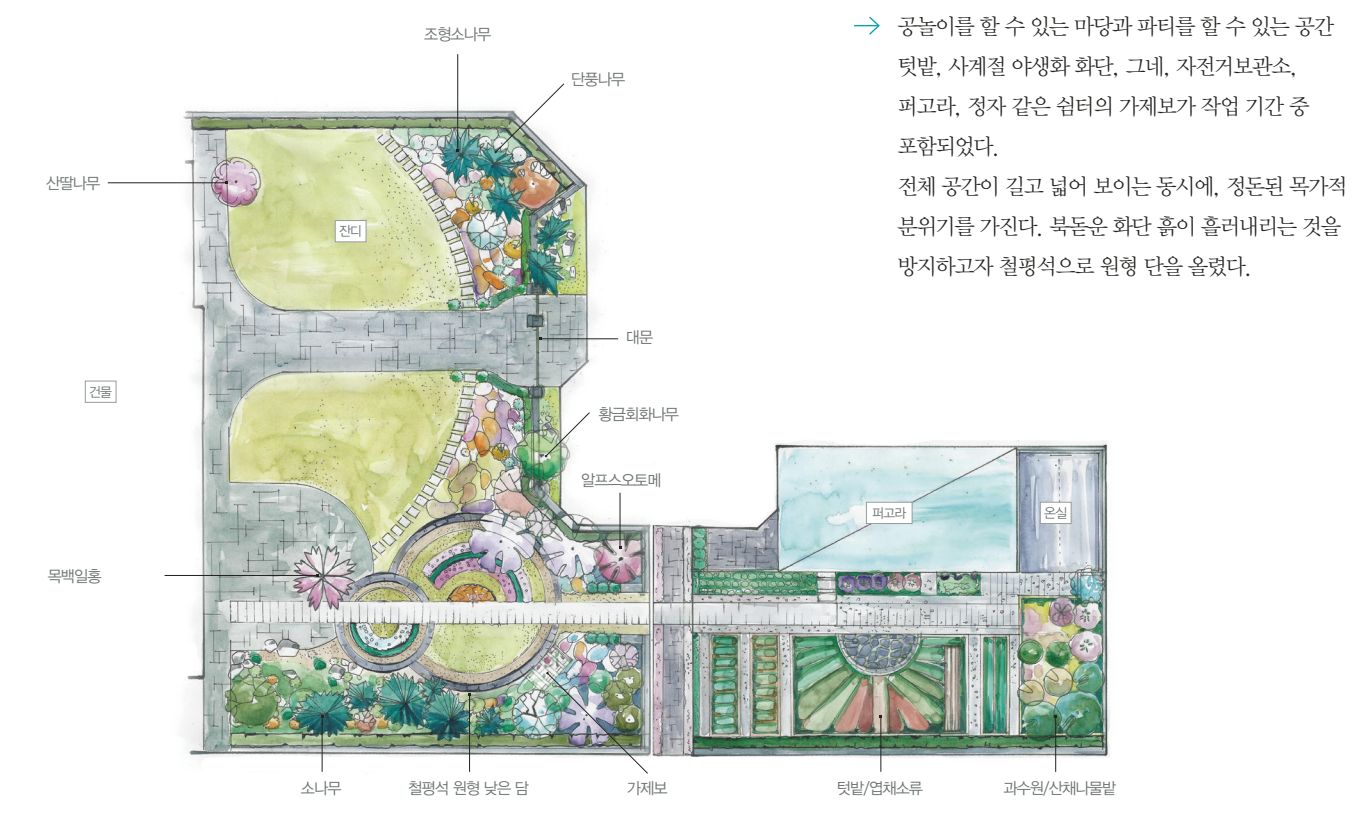 조형소나무
단풍나무
산딸나무
잔디
대문
건물
황금회화나무
알프스오토메
퍼고라
온실
목백일홍
소나무
철평석 원형 낮은 담
가제보
텃밭/엽채소류
과수원/산채나물밭
→ 공놀이를 할 수 있는 마당과 파티를 할 수 있는 공간
텃밭, 사계절 야생화 화단, 그네, 자전거보관소,
퍼고라, 정자 같은 쉼터의 가제보가 작업 기간 중
포함되었다.
전체 공간이 길고 넓어 보이는 동시에, 정돈된 목가적
분위기를 가진다. 북돋운 화단 흙이 흘러내리는 것을
방지하고자 철평석으로 원형 단을 올렸다.